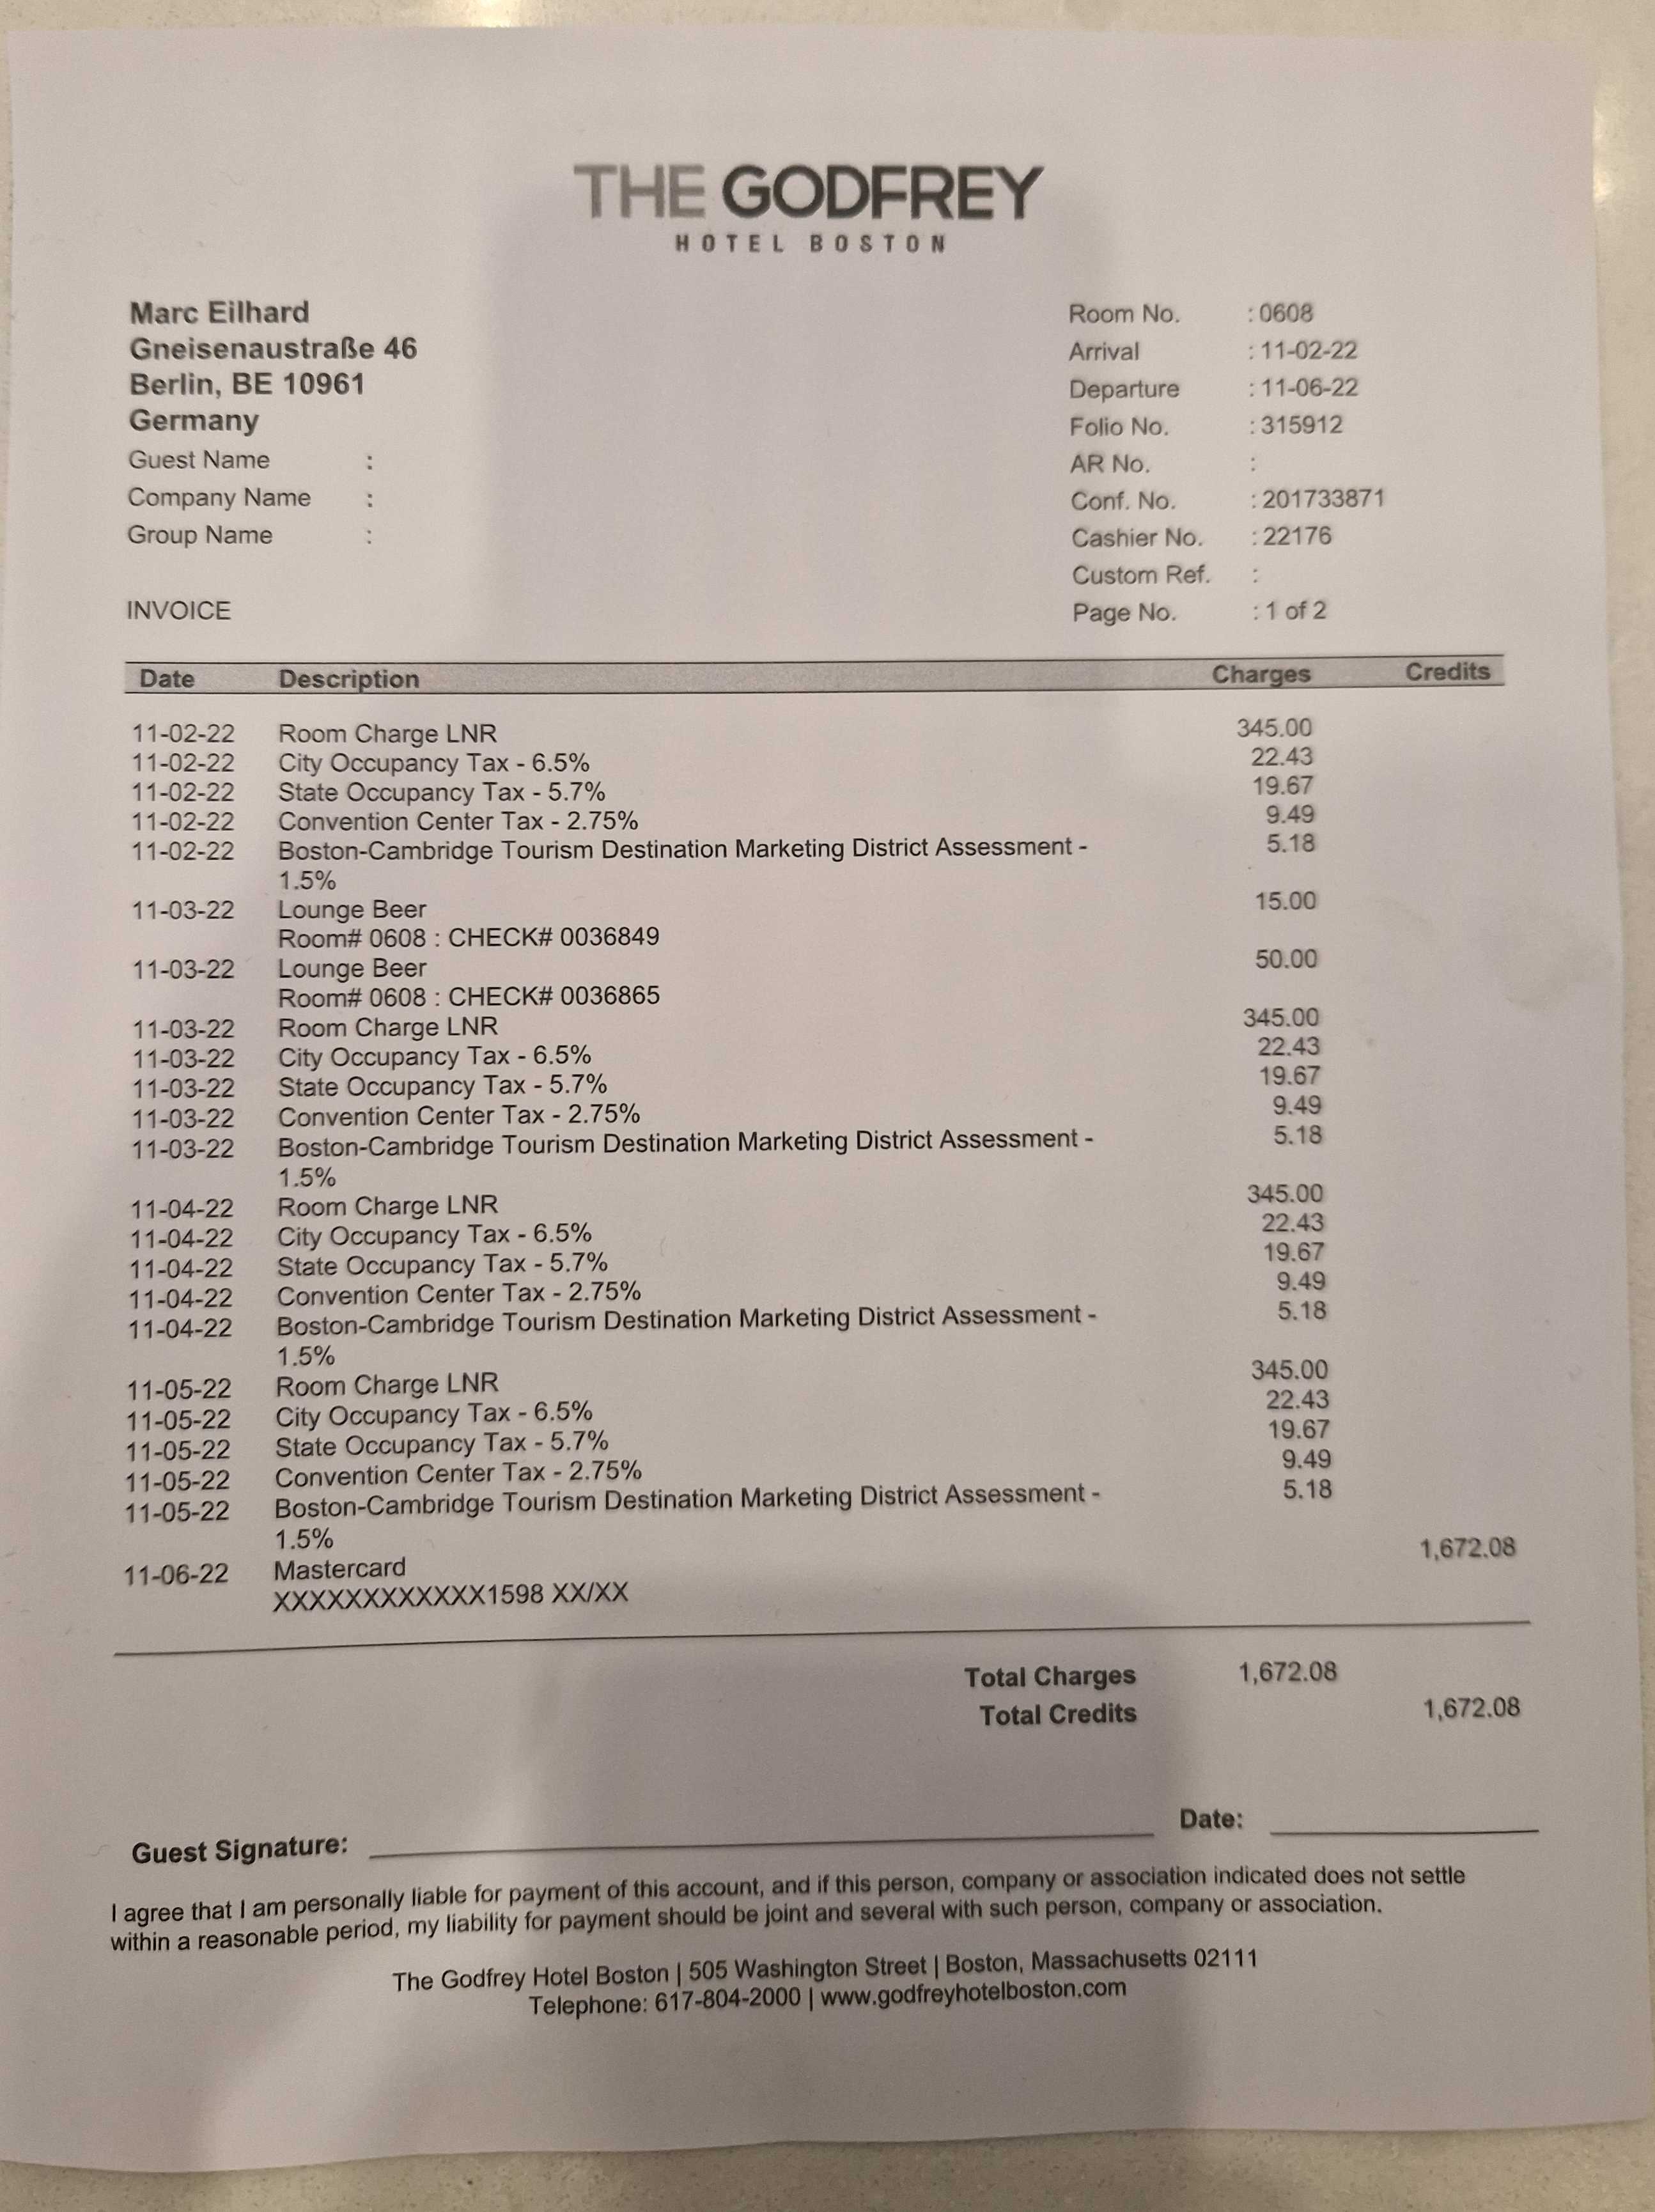 THE GODFREY
HOTEL BOSTON
Marc Eilhard
Gneisenaustraße 46
Berlin, BE 10961
Germany
Guest Name :
Company Name :
Group Name :
INVOICE
Room No. : 0608
Arrival : 11-02-22
Departure : 11-06-22
Folio No. : 315912
AR No. :
Conf. No. : 201733871
Cashier No. : 22176
Custom Ref. :
Page No. : 1 of 2
Date Description Charges Credits
11-02-22 Room Charge LNR 345.00
11-02-22 City Occupancy Tax - 6.5% 22.43
11-02-22 State Occupancy Tax - 5.7% 19.67
11-02-22 Convention Center Tax - 2.75% 9.49
11-02-22 Boston-Cambridge Tourism Destination Marketing District Assessment - 5.18
1.5%
11-03-22 Lounge Beer 15.00
Room# 0608 : CHECK# 0036849
11-03-22 Lounge Beer 50.00
Room# 0608 : CHECK# 0036865
11-03-22 Room Charge LNR 345.00
11-03-22 City Occupancy Tax - 6.5% 22.43
11-03-22 State Occupancy Tax - 5.7% 19.67
11-03-22 Convention Center Tax - 2.75% 9.49
11-03-22 Boston-Cambridge Tourism Destination Marketing District Assessment - 5.18
1.5%
11-04-22 Room Charge LNR 345.00
11-04-22 City Occupancy Tax - 6.5% 22.43
11-04-22 State Occupancy Tax - 5.7% 19.67
11-04-22 Convention Center Tax - 2.75% 9.49
11-04-22 Boston-Cambridge Tourism Destination Marketing District Assessment - 5.18
1.5%
11-05-22 Room Charge LNR 345.00
11-05-22 City Occupancy Tax - 6.5% 22.43
11-05-22 State Occupancy Tax - 5.7% 19.67
11-05-22 Convention Center Tax - 2.75% 9.49
11-05-22 Boston-Cambridge Tourism Destination Marketing District Assessment - 5.18
1.5%
11-06-22 Mastercard 1,672.08
XXXXXXXXXXXX1598 XX/XX
Total Charges 1,672.08
Total Credits 1,672.08
Guest Signature: Date:
I agree that I am personally liable for payment of this account, and if this person, company or association indicated does not settle
within a reasonable period, my liability for payment should be joint and several with such person, company or association.
The Godfrey Hotel Boston | 505 Washington Street | Boston, Massachusetts 02111
Telephone: 617-804-2000 | www.godfreyhotelboston.com